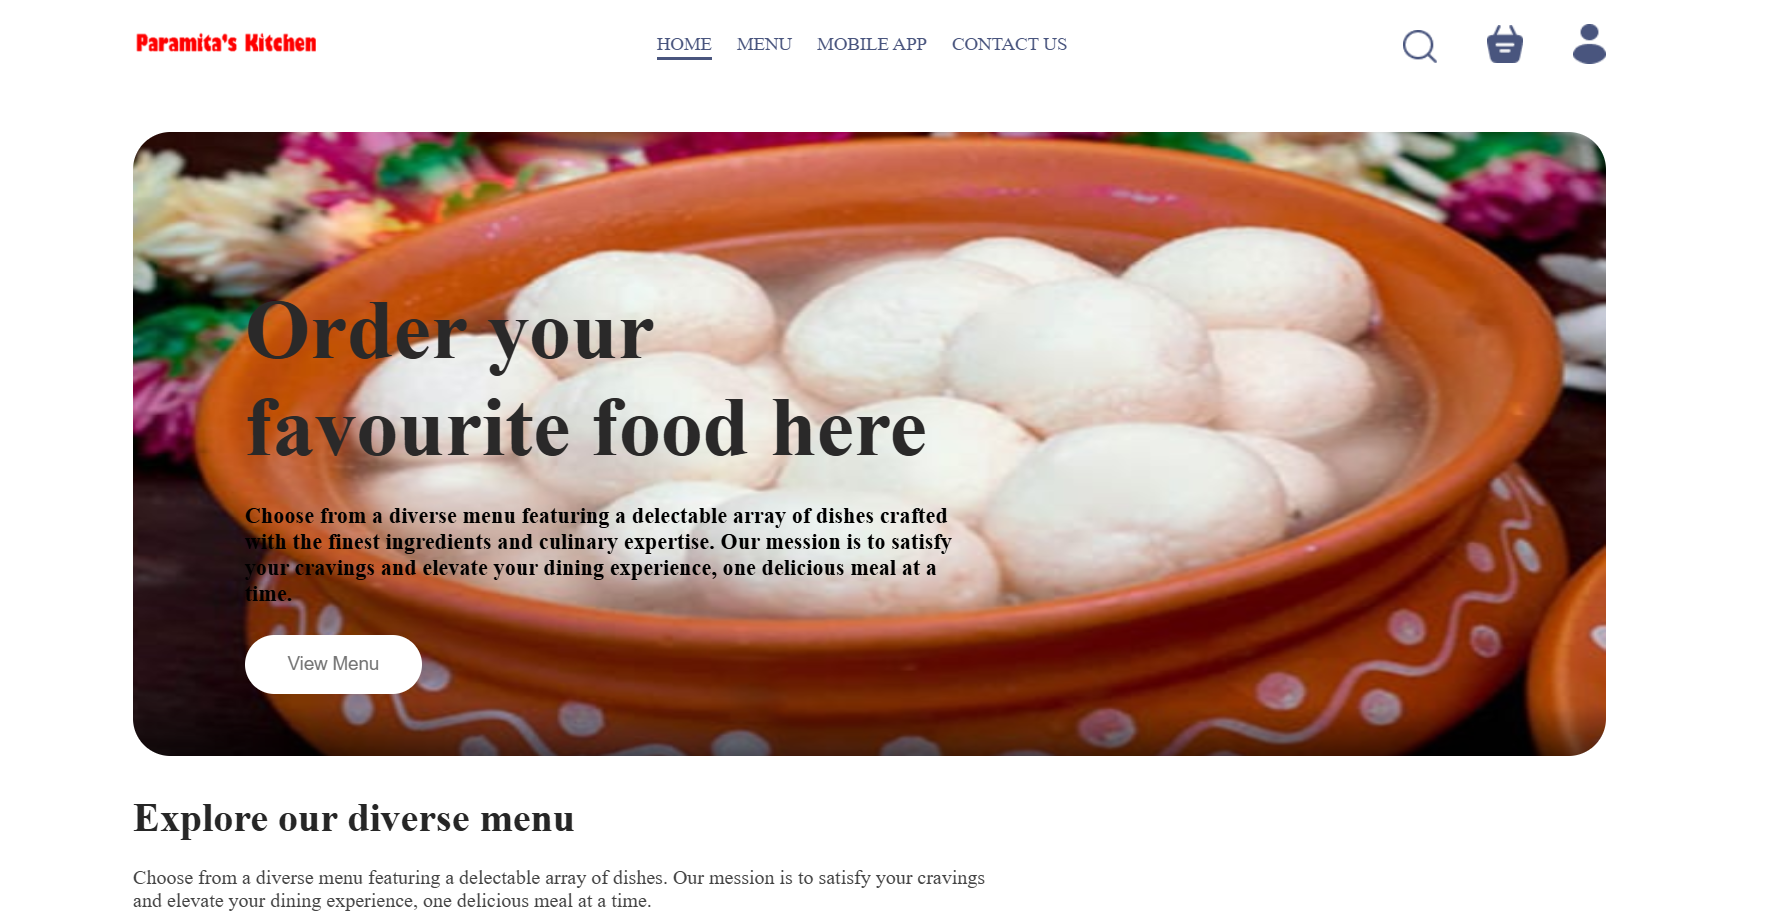 Paramita's Kitchen
HOME MENU MOBILE APP CONTACT US
Order your
favourite food here
Choose from a diverse menu featuring a delectable array of dishes crafted
with the finest ingredients and culinary expertise. Our mession is to satisfy
your cravings and elevate your dining experience, one delicious meal at a
time.
View Menu
Explore our diverse menu
Choose from a diverse menu featuring a delectable array of dishes. Our mession is to satisfy your cravings
and elevate your dining experience, one delicious meal at a time.